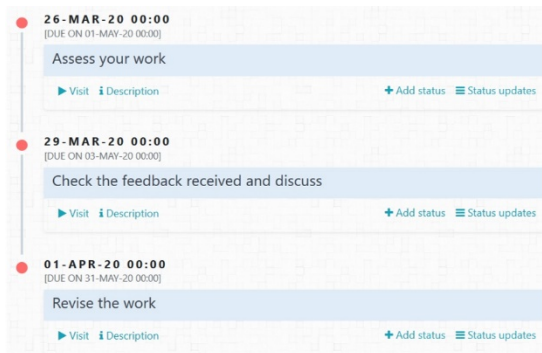 26-MAR-20 00:00
[DUE ON 01-MAY-20 00:00]
Assess your work
Visit Description Add status Status updates
29-MAR-20 00:00
[DUE ON 03-MAY-20 00:00]
Check the feedback received and discuss
Visit Description Add status Status updates
01-APR-20 00:00
[DUE ON 31-MAY-20 00:00]
Revise the work
Visit Description Add status Status updates